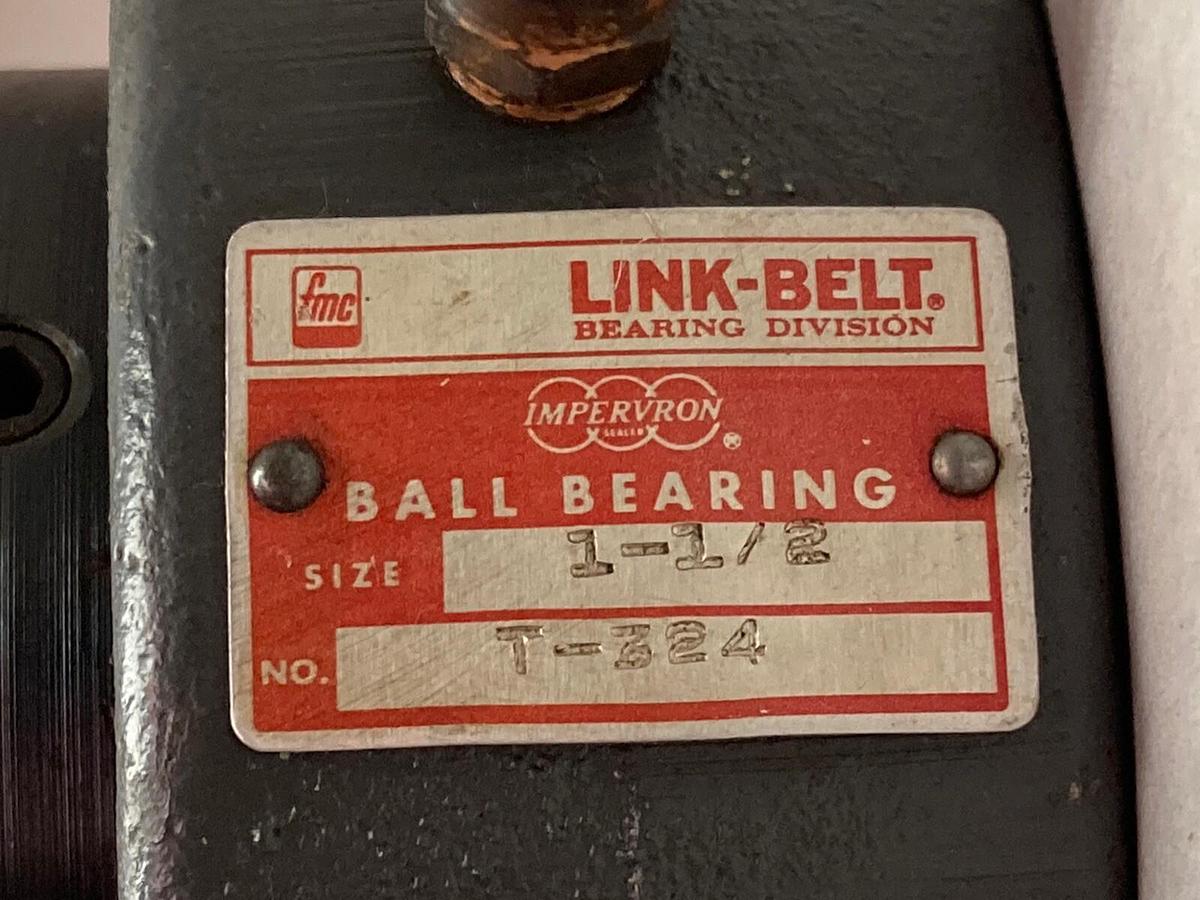 fmc
LINK-BELT®
BEARING DIVISION
IMPERVRON
SEALED
®
BALL BEARING
SIZE 1-1/2
NO. T-324